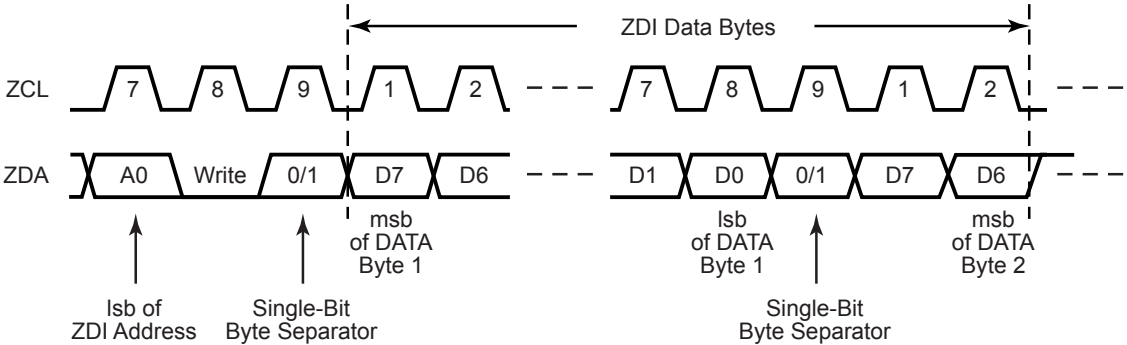 ZDI Data Bytes
ZCL 7 8 9 1 2 7 8 9 1 2
ZDA A0 Write 0/1 D7 D6 D1 D0 0/1 D7 D6
msb
of DATA
Byte 1
lsb
of DATA
Byte 1
msb
of DATA
Byte 2
lsb of
ZDI Address
Single-Bit
Byte Separator
Single-Bit
Byte Separator